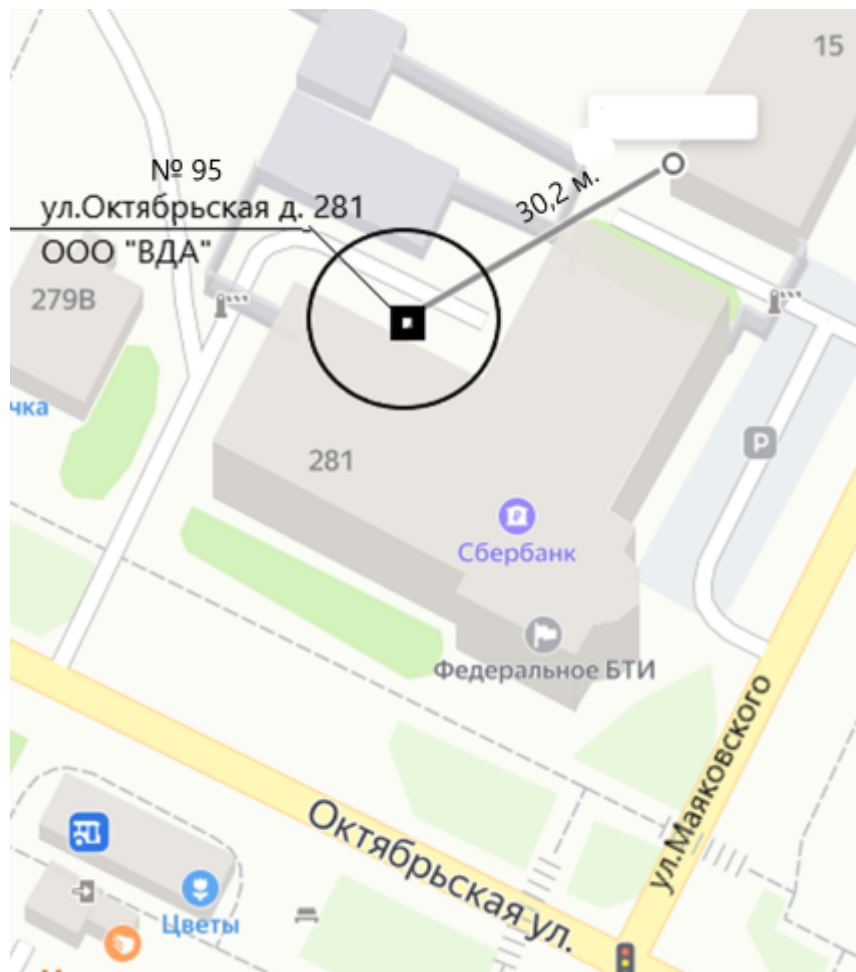 15
№ 95
ул.Октябрьская д. 281
ООО "ВДА"
30,2 м.
279В
чка
281
P
Сбербанк
Федеральное БТИ
ул.Маяковского
Октябрьская ул.
Цветы